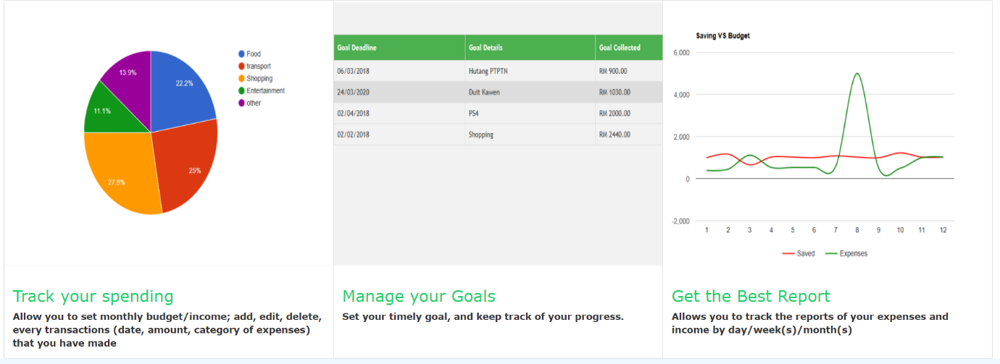 Food
transport
Shopping
Entertainment
other
13.9%
22.2%
11.1%
25%
27.8%
Track your spending
Allow you to set monthly budget/income; add, edit, delete,
every transactions (date, amount, category of expenses)
that you have made
Goal Deadline Goal Details Goal Collected
06/03/2018 Hutang PTPTN RM 900.00
24/03/2020 Duit Kawen RM 1030.00
02/04/2018 PS4 RM 2000.00
02/02/2018 Shopping RM 2440.00
Manage your Goals
Set your timely goal, and keep track of your progress.
Saving VS Budget
6,000
4,000
2,000
0
-2,000
1 2 3 4 5 6 7 8 9 10 11 12
Saved Expenses
Get the Best Report
Allows you to track the reports of your expenses and
income by day/week(s)/month(s)